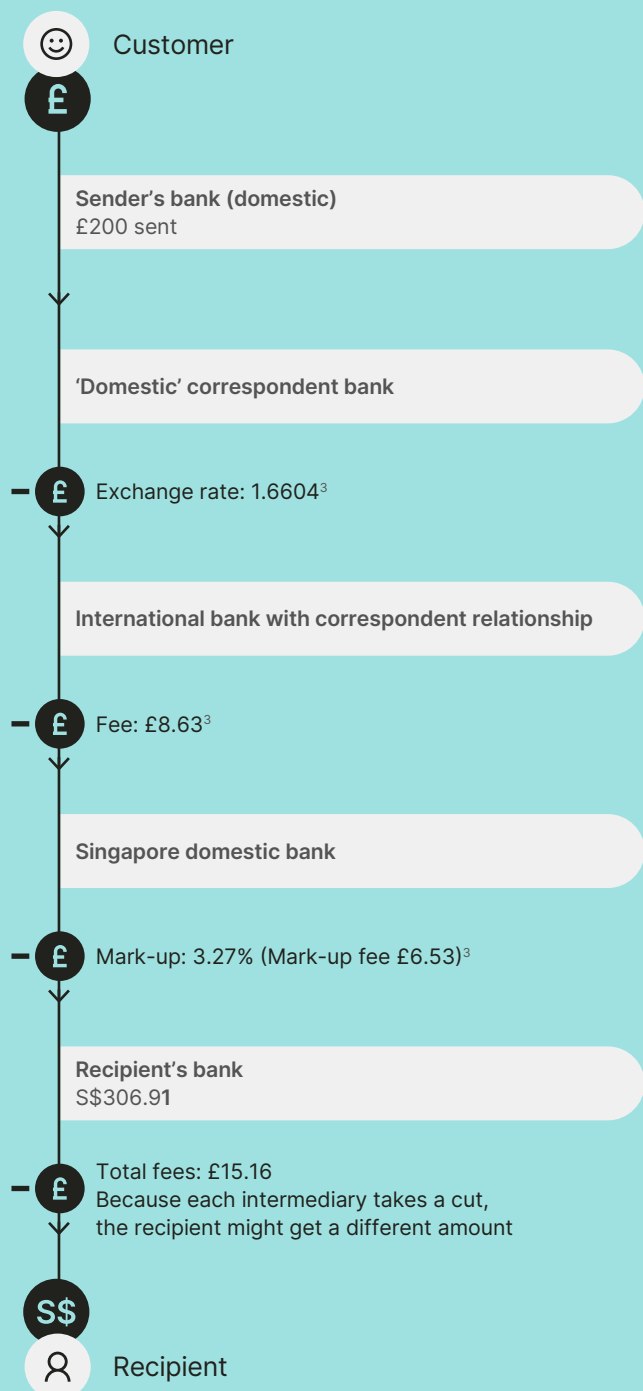 Customer
£
Sender’s bank (domestic)
£200 sent
‘Domestic’ correspondent bank
£ Exchange rate: 1.6604³
International bank with correspondent relationship
£ Fee: £8.63³
Singapore domestic bank
£ Mark-up: 3.27% (Mark-up fee £6.53)³
Recipient’s bank
S$306.91
Total fees: £15.16
£ Because each intermediary takes a cut,
the recipient might get a different amount
S$
Recipient